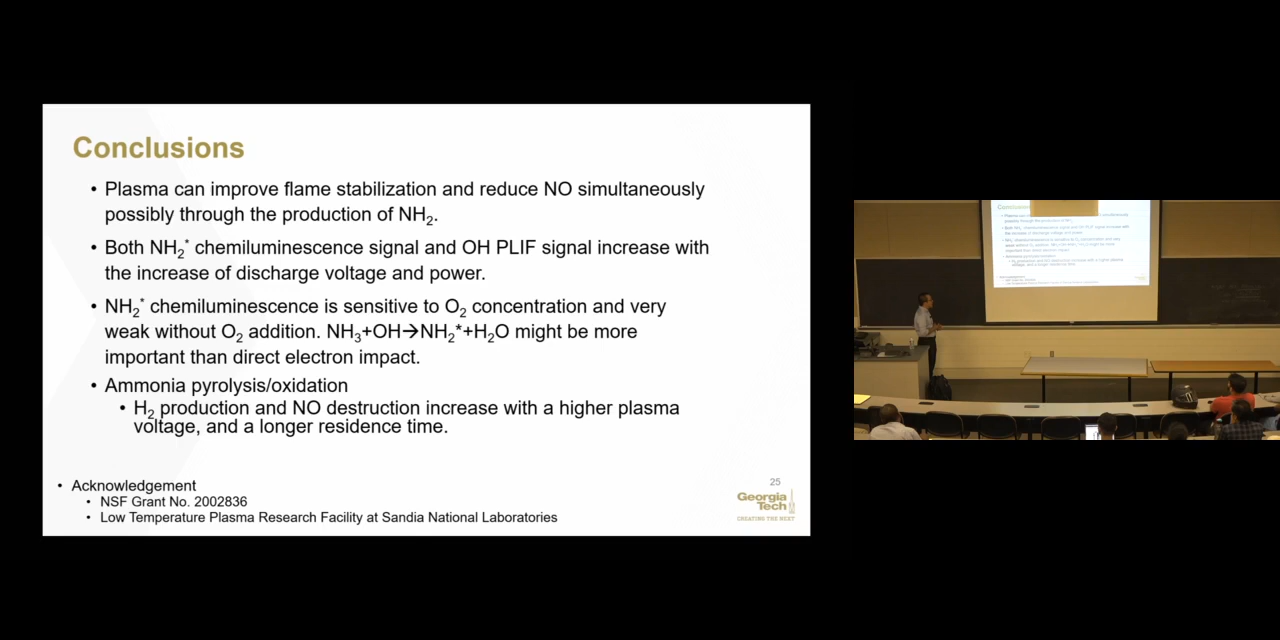 Conclusions
• Plasma can improve flame stabilization and reduce NO simultaneously
possibly through the production of NH₂.
• Both NH₂* chemiluminescence signal and OH PLIF signal increase with
the increase of discharge voltage and power.
• NH₂* chemiluminescence is sensitive to O₂ concentration and very
weak without O₂ addition. NH₃+OH→NH₂*+H₂O might be more
important than direct electron impact.
• Ammonia pyrolysis/oxidation
• H₂ production and NO destruction increase with a higher plasma
voltage, and a longer residence time.
• Acknowledgement
• NSF Grant No. 2002836
• Low Temperature Plasma Research Facility at Sandia National Laboratories
25
Georgia
Tech
CREATING THE NEXT